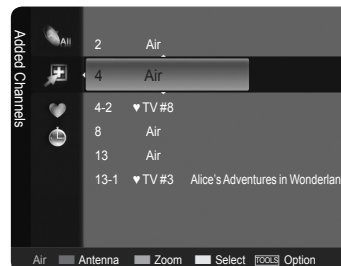 Added Channels
All
2 Air
4 Air
4-2 ♥ TV #8
8 Air
13 Air
13-1 ♥ TV #3 Alice's Adventures in Wonderlan
Air Antenna Zoom Select TOOLS Option